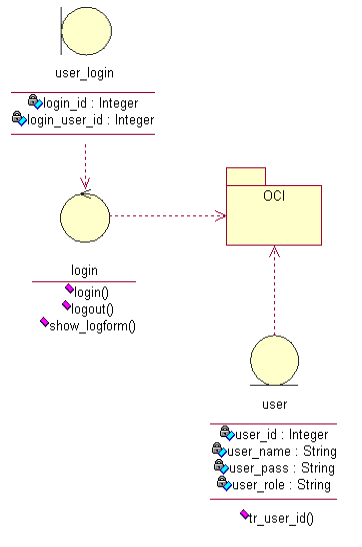 user_login
login_id : Integer
login_user_id : Integer
OCI
login
login()
logout()
show_logform()
user
user_id : Integer
user_name : String
user_pass : String
user_role : String
tr_user_id()